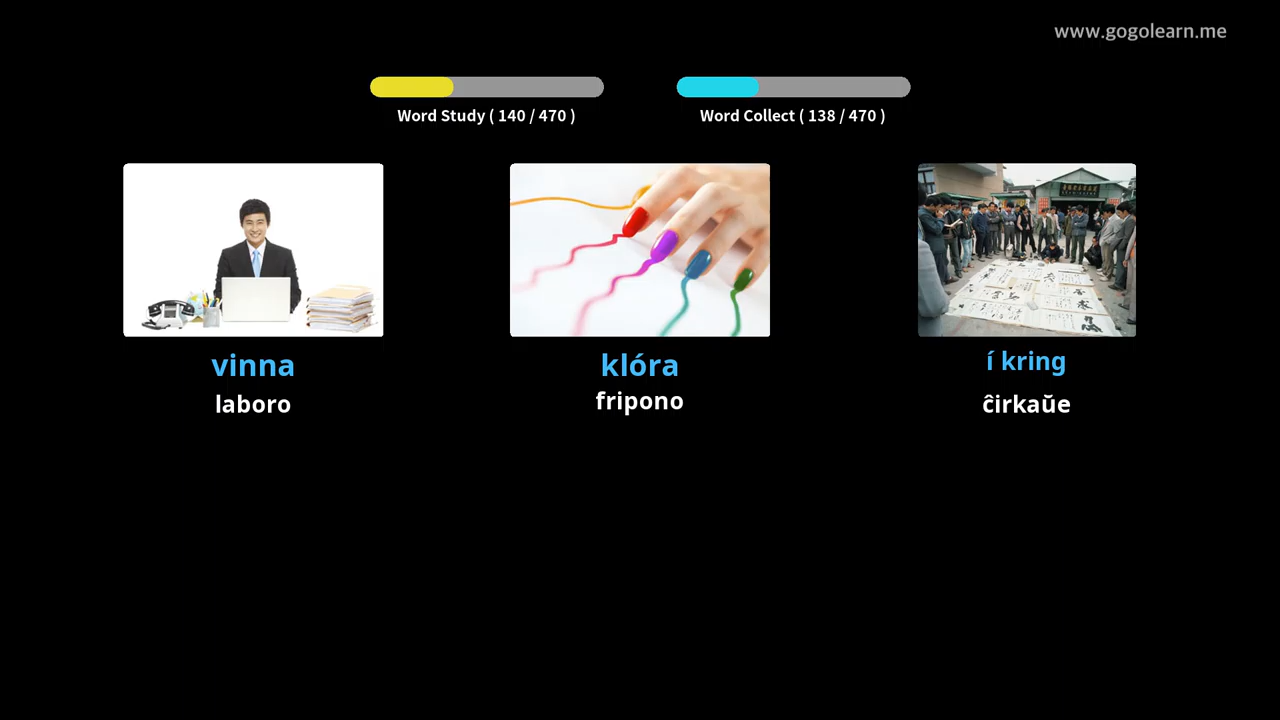 www.gogolearn.me
Word Study ( 140 / 470 )
Word Collect ( 138 / 470 )
vinna
laboro
klóra
fripono
í kring
ĉirkaŭe